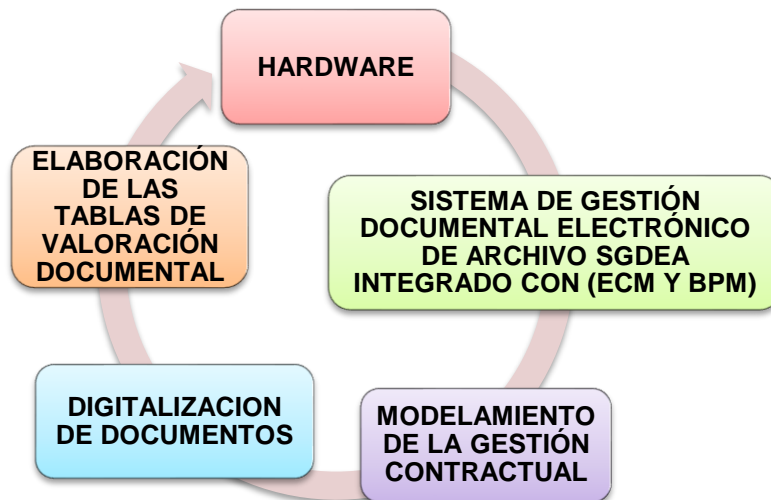 HARDWARE
SISTEMA DE GESTIÓN
DOCUMENTAL ELECTRÓNICO
DE ARCHIVO SGDEA
INTEGRADO CON (ECM Y BPM)
MODELAMIENTO
DE LA GESTIÓN
CONTRACTUAL
DIGITALIZACION
DE DOCUMENTOS
ELABORACIÓN
DE LAS
TABLAS DE
VALORACIÓN
DOCUMENTAL